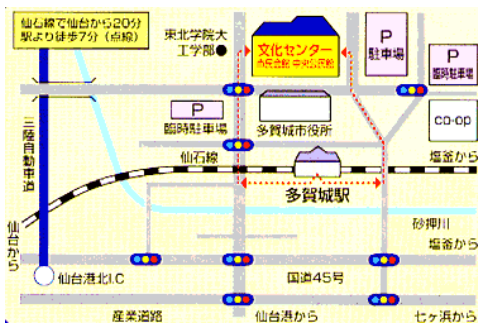 仙石線で仙台から20分
駅より徒歩7分（点線）
東北学院大
工学部
文化センター
市民会館 中央公民館
P
駐車場
P
臨時駐車場
P
臨時駐車場
多賀城市役所
co-op
三陸自動車道
仙石線
塩釜から
多賀城駅
砂押川
仙台から
塩釜から
仙台港北I.C
国道45号
産業道路
仙台港から
七ヶ浜から